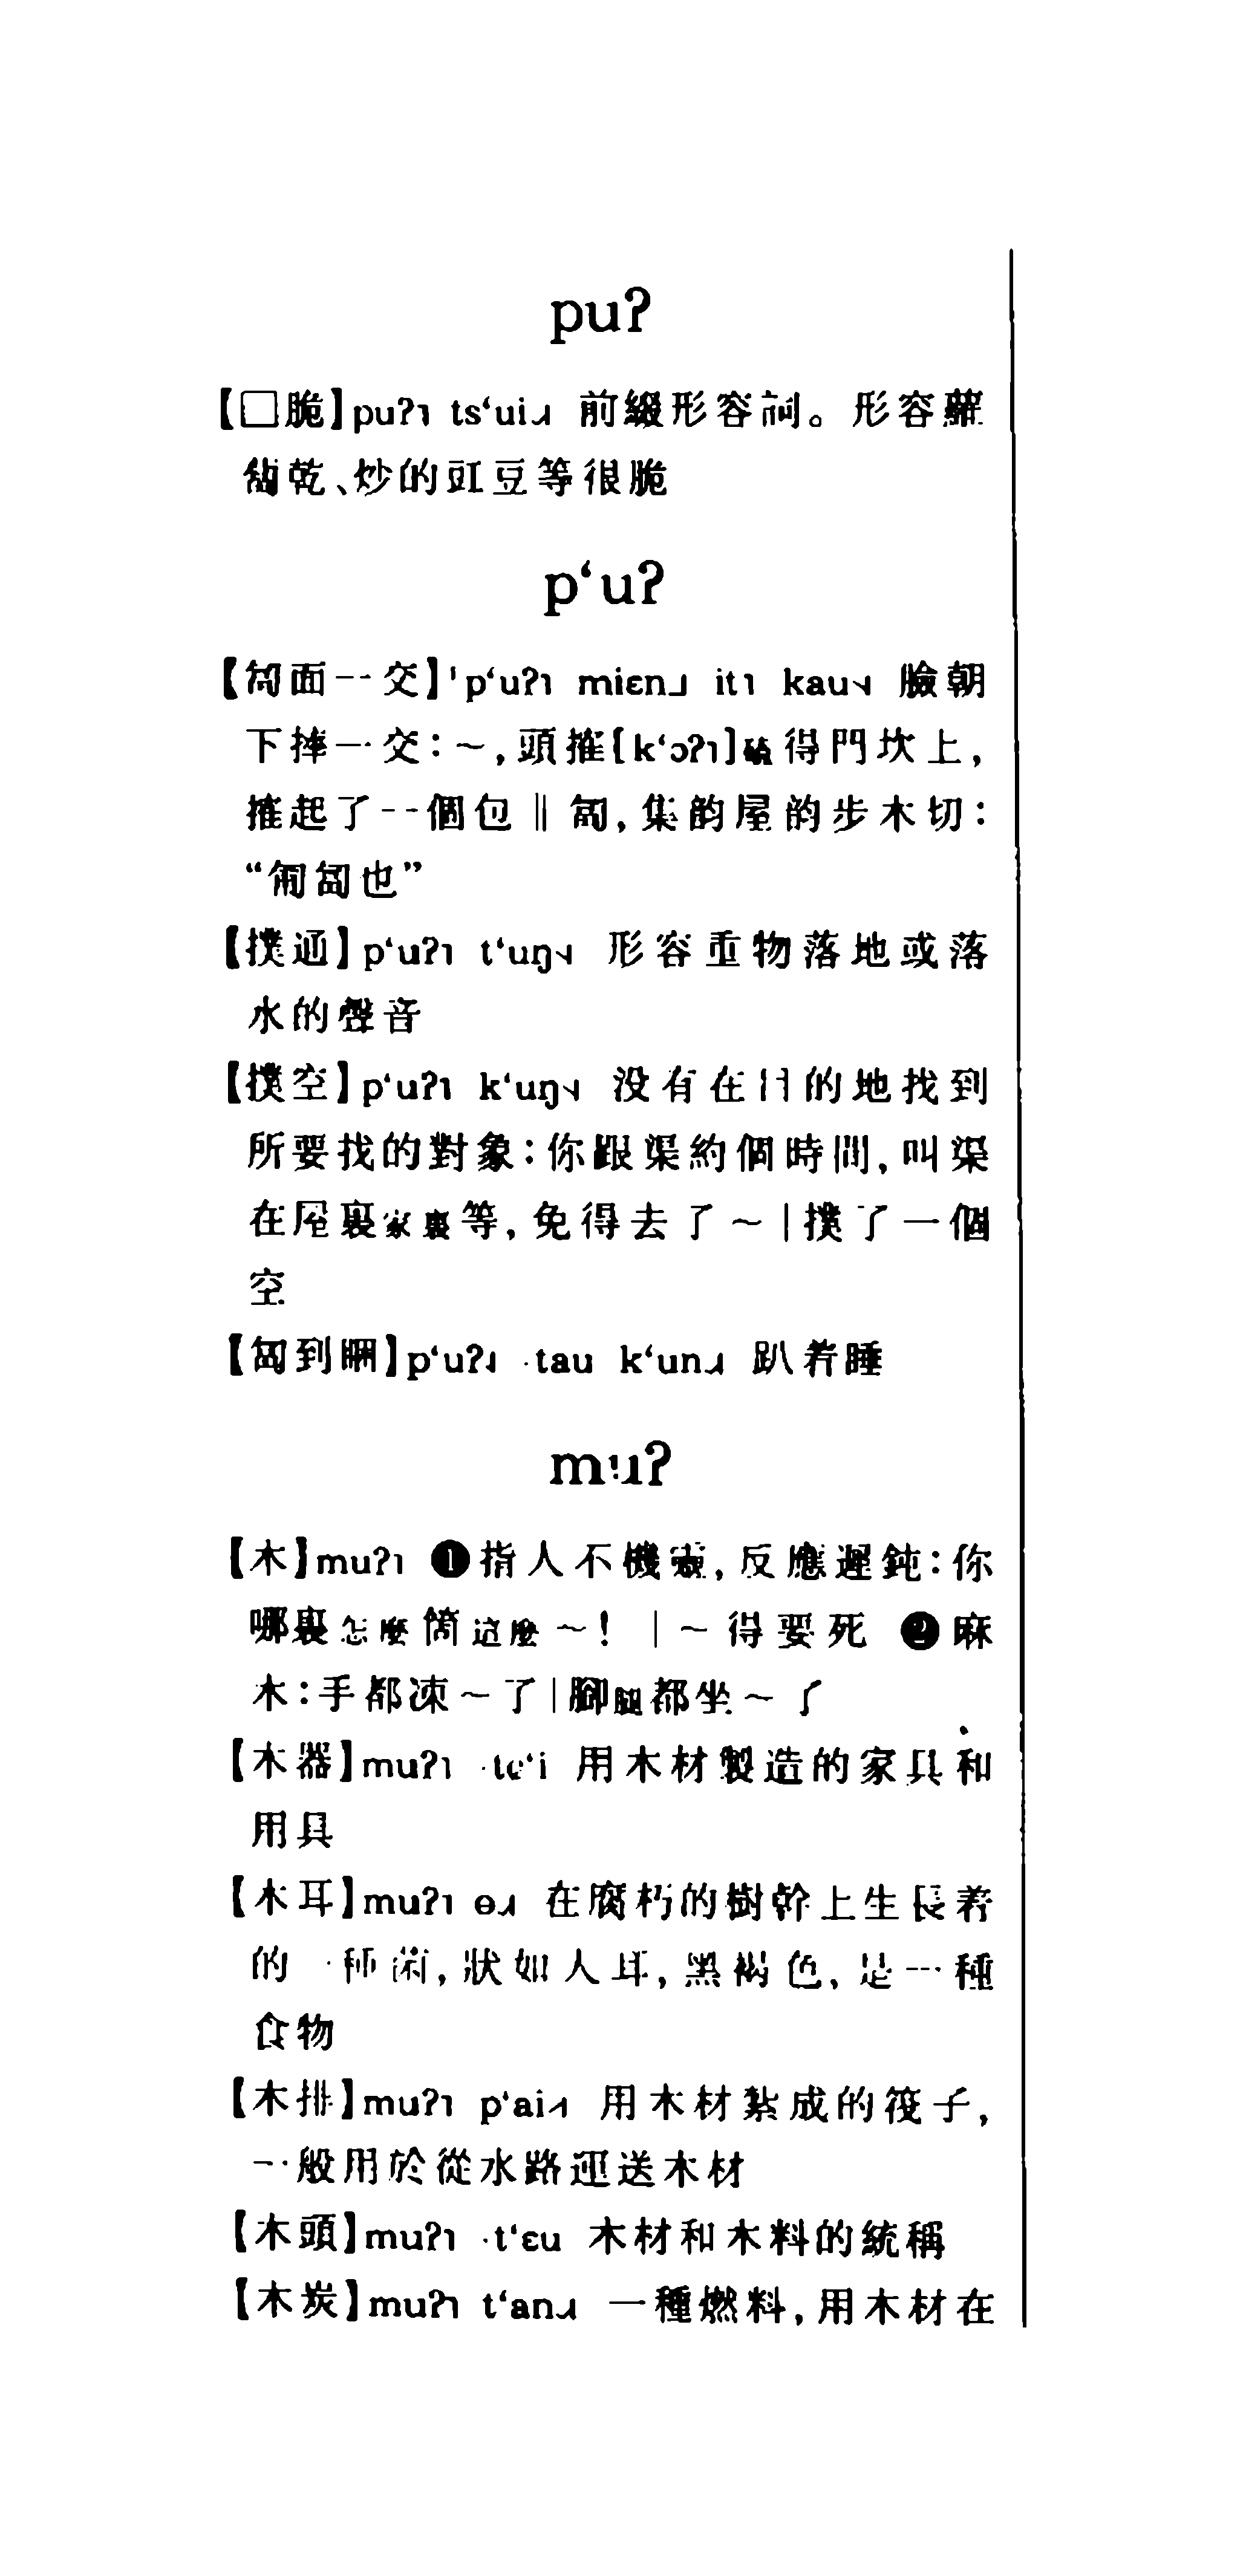 puʔ
【□脆】puʔ˥ ts‘ui˩˧ 前綴形容詞。形容蘿
蔔乾、炒的豇豆等很脆
p‘uʔ
【匐面一交】p‘uʔ˥ miɛn˩ it˥ kau˧˨ 臉朝
下摔一交：～，頭搉[k‘ɔʔ˥]磕得門坎上，
搉起了一個包‖匐，集韵屋韵步木切：
“匍匐也”
【撲通】p‘uʔ˥ t‘uŋ˧˨ 形容重物落地或落
水的聲音
【撲空】p‘uʔ˥ k‘uŋ˧˨ 没有在目的地找到
所要找的對象：你跟渠約個時間，叫渠
在屋裏家裏等，免得去了～｜撲了一個
空
【匐到睏】p‘uʔ˩ ·tau k‘un˩˧ 趴着睡
muʔ
【木】muʔ˥ ❶指人不機靈，反應遲鈍：你
哪裏怎麼箇這麼～！｜～得要死 ❷麻
木：手都凍～了｜腳腿都坐～了
【木器】muʔ˥ ·tɕ‘i 用木材製造的家具和
用具
【木耳】muʔ˥ ɵ˩˧ 在腐朽的樹幹上生長着
的一種菌，狀如人耳，黑褐色，是一種
食物
【木排】muʔ˥ p‘ai˨˦ 用木材紮成的筏子，
一般用於從水路運送木材
【木頭】muʔ˥ ·t‘ɛu 木材和木料的統稱
【木炭】muʔ˥ t‘an˩˧ 一種燃料，用木材在